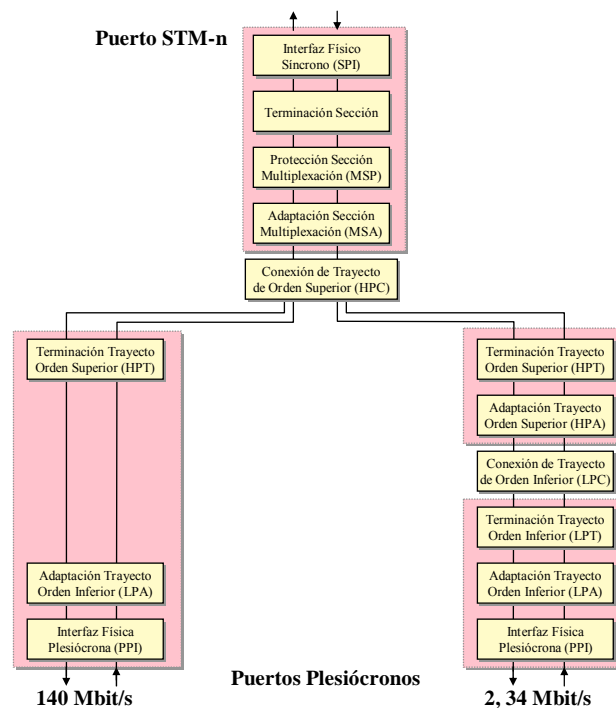 Puerto STM-n
Interfaz Físico
Síncrono (SPI)
Terminación Sección
Protección Sección
Multiplexación (MSP)
Adaptación Sección
Multiplexación (MSA)
Conexión de Trayecto
de Orden Superior (HPC)
Terminación Trayecto
Orden Superior (HPT)
Adaptación Trayecto
Orden Inferior (LPA)
Interfaz Física
Plesiócrona (PPI)
140 Mbit/s
Terminación Trayecto
Orden Superior (HPT)
Adaptación Trayecto
Orden Superior (HPA)
Conexión de Trayecto
de Orden Inferior (LPC)
Terminación Trayecto
Orden Inferior (LPT)
Adaptación Trayecto
Orden Inferior (LPA)
Interfaz Física
Plesiócrona (PPI)
Puertos Plesiócronos
2, 34 Mbit/s